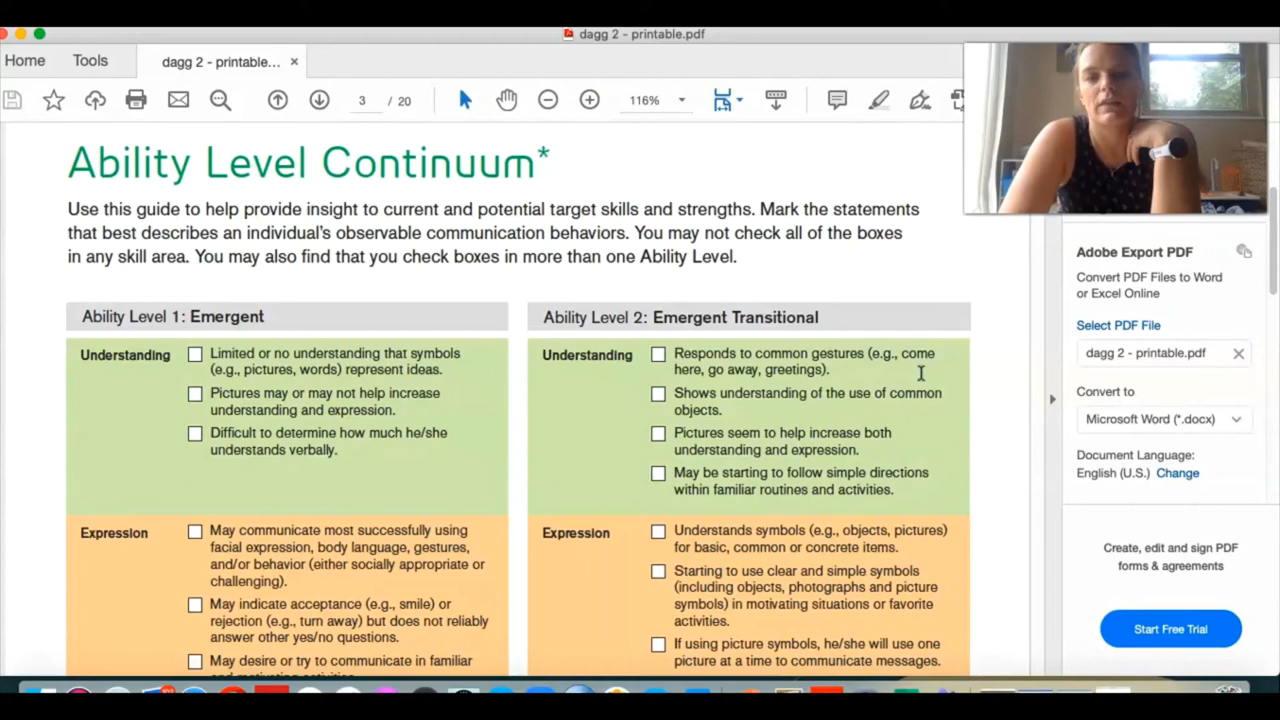 dagg 2 - printable.pdf
Home
Tools
dagg 2 - printable...
3 / 20
116%
Ability Level Continuum*
Use this guide to help provide insight to current and potential target skills and strengths. Mark the statements
that best describes an individual's observable communication behaviors. You may not check all of the boxes
in any skill area. You may also find that you check boxes in more than one Ability Level.
Ability Level 1: Emergent
Understanding
Limited or no understanding that symbols
(e.g., pictures, words) represent ideas.
Pictures may or may not help increase
understanding and expression.
Difficult to determine how much he/she
understands verbally.
Expression
May communicate most successfully using
facial expression, body language, gestures,
and/or behavior (either socially appropriate or
challenging).
May indicate acceptance (e.g., smile) or
rejection (e.g., turn away) but does not reliably
answer other yes/no questions.
May desire or try to communicate in familiar
and motivating activities.
Ability Level 2: Emergent Transitional
Understanding
Responds to common gestures (e.g., come
here, go away, greetings).
Shows understanding of the use of common
objects.
Pictures seem to help increase both
understanding and expression.
May be starting to follow simple directions
within familiar routines and activities.
Expression
Understands symbols (e.g., objects, pictures)
for basic, common or concrete items.
Starting to use clear and simple symbols
(including objects, photographs and picture
symbols) in motivating situations or favorite
activities.
If using picture symbols, he/she will use one
picture at a time to communicate messages.
Adobe Export PDF
Convert PDF Files to Word
or Excel Online
Select PDF File
dagg 2 - printable.pdf
Convert to
Microsoft Word (*.docx)
Document Language:
English (U.S.) Change
Create, edit and sign PDF
forms & agreements
Start Free Trial